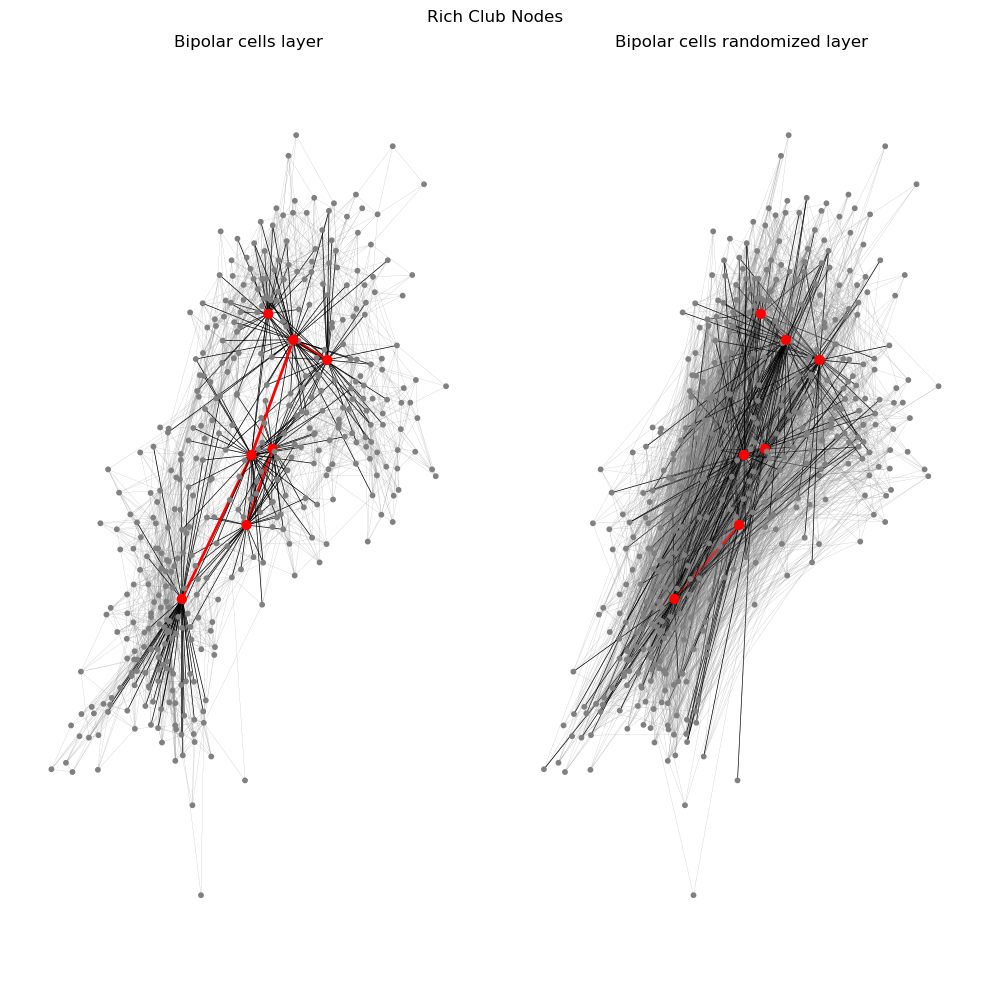 Rich Club Nodes
Bipolar cells layer
Bipolar cells randomized layer